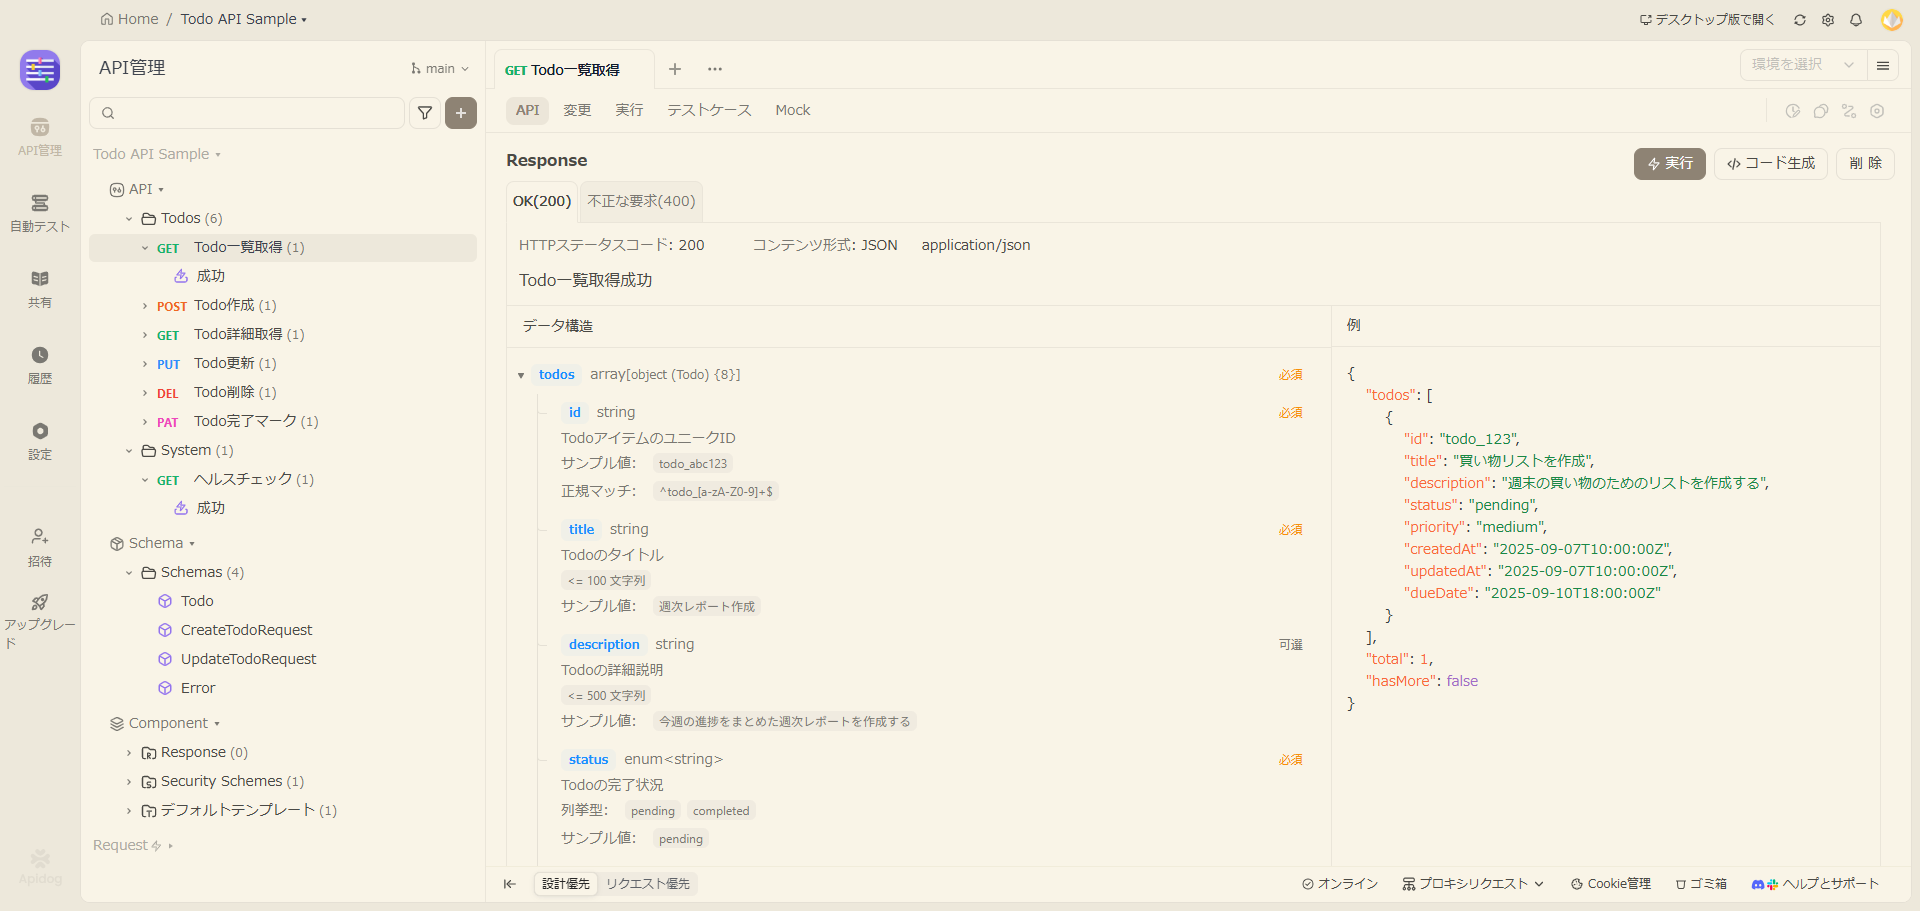 Home / Todo API Sample
デスクトップ版で開く
API管理
自動テスト
共有
履歴
設定
招待
アップグレー
ド
Apidog
API管理
main
Todo API Sample
API
Todos (6)
GET Todo一覧取得 (1)
成功
POST Todo作成 (1)
GET Todo詳細取得 (1)
PUT Todo更新 (1)
DEL Todo削除 (1)
PAT Todo完了マーク (1)
System (1)
GET ヘルスチェック (1)
成功
Schema
Schemas (4)
Todo
CreateTodoRequest
UpdateTodoRequest
Error
Component
Response (0)
Security Schemes (1)
デフォルトテンプレート (1)
Request
GET Todo一覧取得
環境を選択
API 変更 実行 テストケース Mock
Response
実行 コード生成 削 除
OK(200) 不正な要求(400)
HTTPステータスコード: 200 コンテンツ形式: JSON application/json
Todo一覧取得成功
データ構造
todos array[object (Todo) {8}] 必須
id string 必須
TodoアイテムのユニークID
サンプル値: todo_abc123
正規マッチ: ^todo_[a-zA-Z0-9]+$
title string 必須
Todoのタイトル
<= 100 文字列
サンプル値: 週次レポート作成
description string 可選
Todoの詳細説明
<= 500 文字列
サンプル値: 今週の進捗をまとめた週次レポートを作成する
status enum<string> 必須
Todoの完了状況
列挙型: pending completed
サンプル値: pending
例
{
"todos": [
{
"id": "todo_123",
"title": "買い物リストを作成",
"description": "週末の買い物のためのリストを作成する",
"status": "pending",
"priority": "medium",
"createdAt": "2025-09-07T10:00:00Z",
"updatedAt": "2025-09-07T10:00:00Z",
"dueDate": "2025-09-10T18:00:00Z"
}
],
"total": 1,
"hasMore": false
}
設計優先 リクエスト優先
オンライン プロキシリクエスト Cookie管理 ゴミ箱 ヘルプとサポート